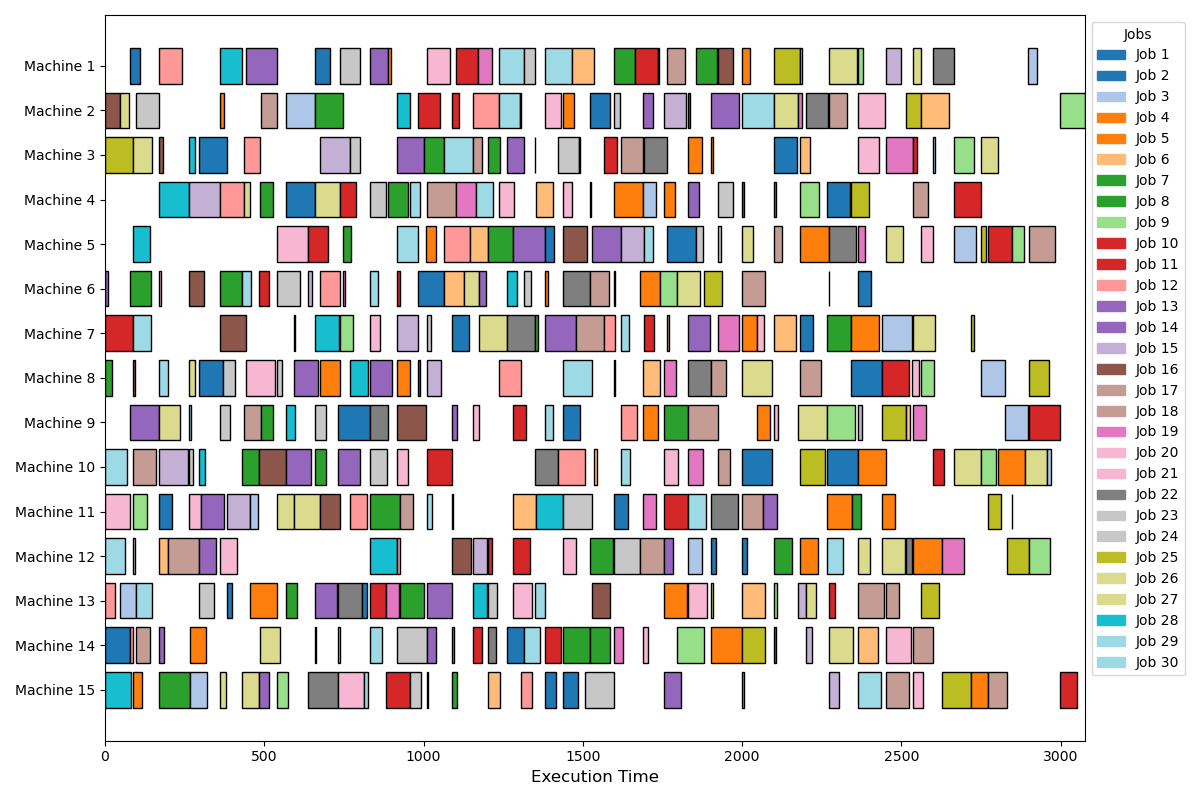 Machine 1
Machine 2
Machine 3
Machine 4
Machine 5
Machine 6
Machine 7
Machine 8
Machine 9
Machine 10
Machine 11
Machine 12
Machine 13
Machine 14
Machine 15
0 500 1000 1500 2000 2500 3000
Execution Time
Jobs
Job 1
Job 2
Job 3
Job 4
Job 5
Job 6
Job 7
Job 8
Job 9
Job 10
Job 11
Job 12
Job 13
Job 14
Job 15
Job 16
Job 17
Job 18
Job 19
Job 20
Job 21
Job 22
Job 23
Job 24
Job 25
Job 26
Job 27
Job 28
Job 29
Job 30